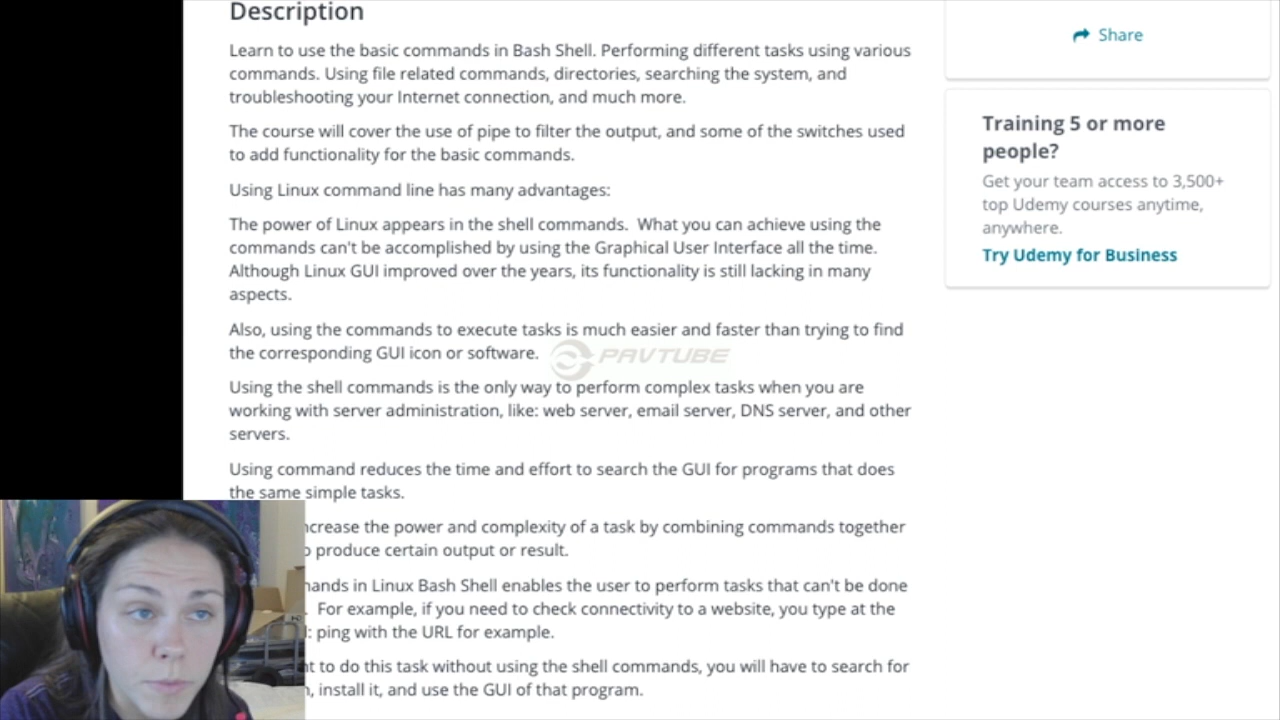 Description
Learn to use the basic commands in Bash Shell. Performing different tasks using various
commands. Using file related commands, directories, searching the system, and
troubleshooting your Internet connection, and much more.
The course will cover the use of pipe to filter the output, and some of the switches used
to add functionality for the basic commands.
Using Linux command line has many advantages:
The power of Linux appears in the shell commands.  What you can achieve using the
commands can't be accomplished by using the Graphical User Interface all the time.
Although Linux GUI improved over the years, its functionality is still lacking in many
aspects.
Also, using the commands to execute tasks is much easier and faster than trying to find
the corresponding GUI icon or software.
PAVTUBE
Using the shell commands is the only way to perform complex tasks when you are
working with server administration, like: web server, email server, DNS server, and other
servers.
Using command reduces the time and effort to search the GUI for programs that does
the same simple tasks.
the power and complexity of a task by combining commands together
produce certain output or result.
in Linux Bash Shell enables the user to perform tasks that can't be done
For example, if you need to check connectivity to a website, you type at the
ping with the URL for example.
to do this task without using the shell commands, you will have to search for
install it, and use the GUI of that program.
Share
Training 5 or more
people?
Get your team access to 3,500+
top Udemy courses anytime,
anywhere.
Try Udemy for Business